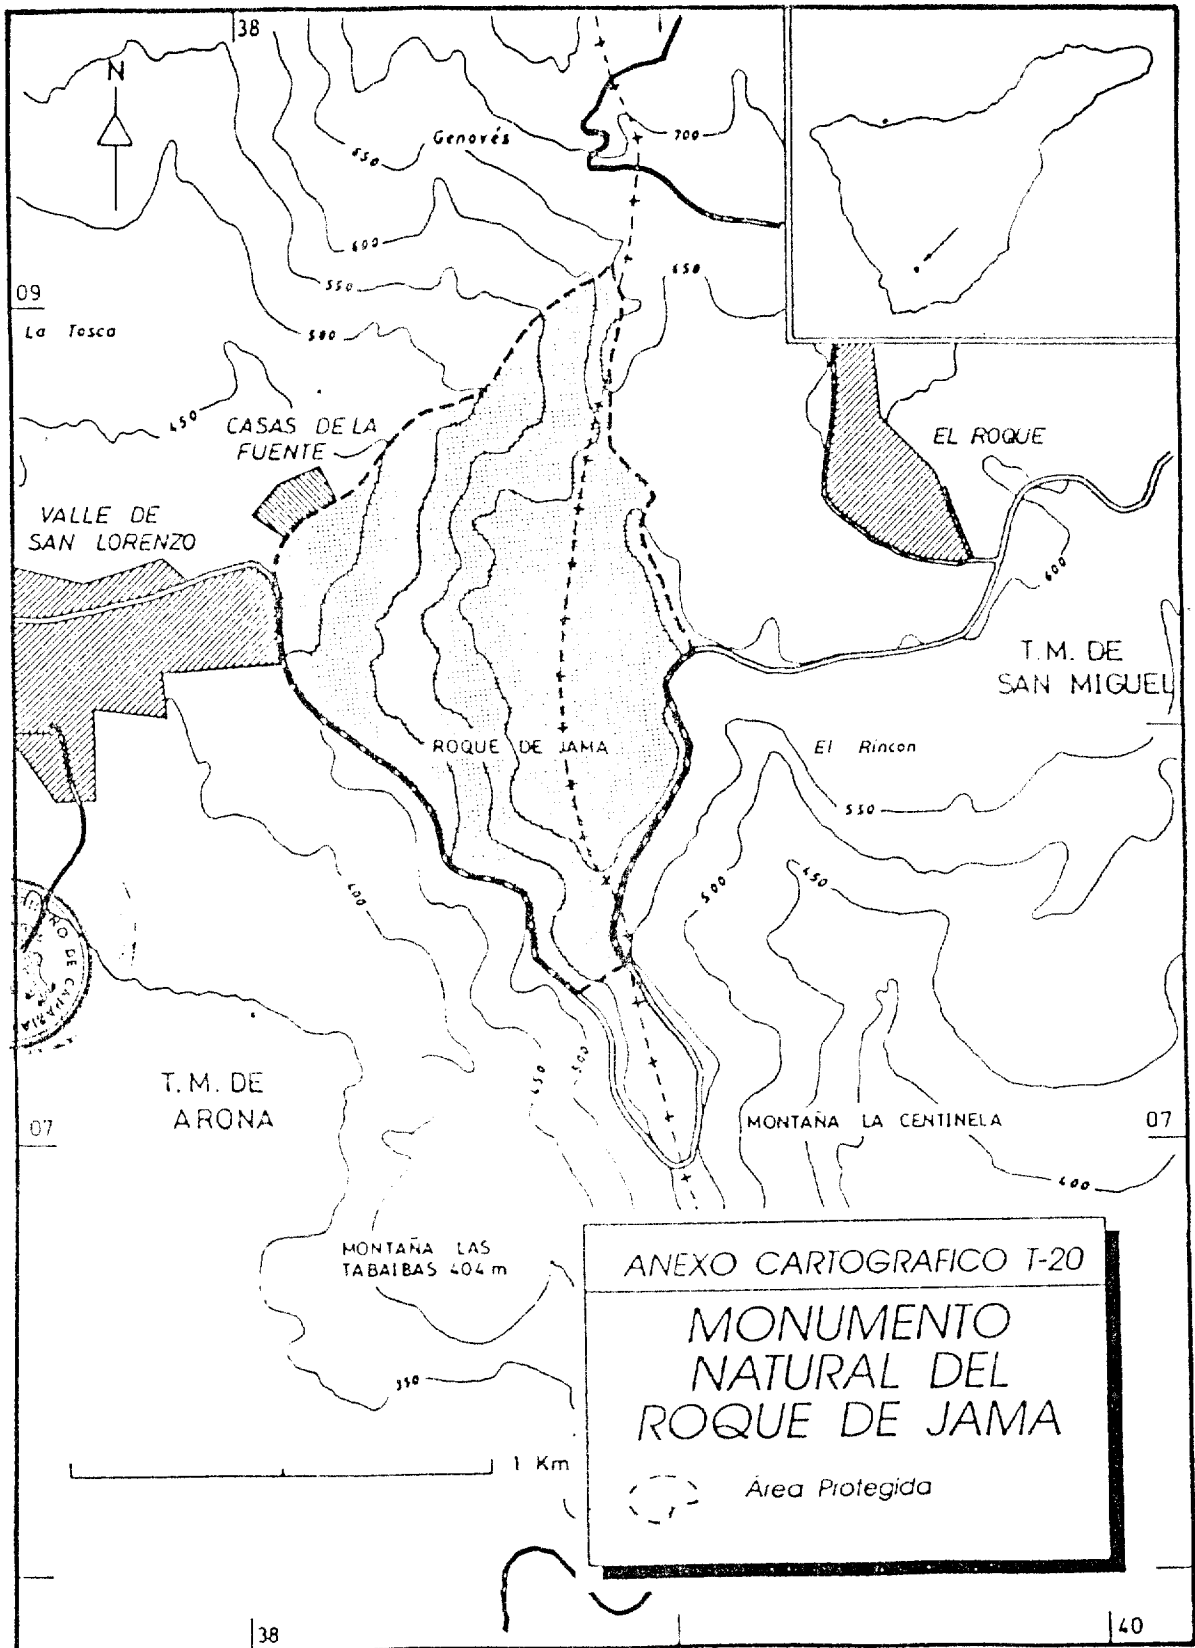 38
N
Genovés
700
650
600
550
500
650
09
La Tosca
450
CASAS DE LA
FUENTE
EL ROQUE
VALLE DE
SAN LORENZO
600
T.M. DE
SAN MIGUEL
ROQUE DE JAMA
El Rincon
550
500
450
400
DE CANARIA
450
500
T.M. DE
ARONA
07
MONTAÑA LA CENTINELA
07
400
MONTAÑA LAS
TABAIBAS 404 m
350
1 Km
ANEXO CARTOGRAFICO T-20
MONUMENTO
NATURAL DEL
ROQUE DE JAMA
Área Protegida
38
40